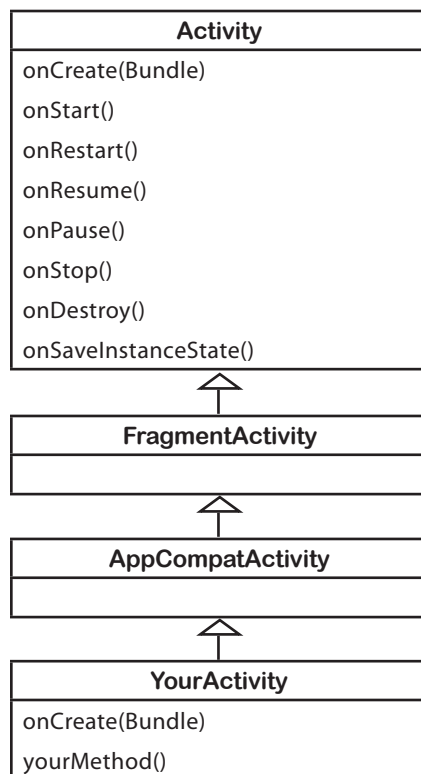 Activity
onCreate(Bundle)
onStart()
onRestart()
onResume()
onPause()
onStop()
onDestroy()
onSaveInstanceState()
FragmentActivity
AppCompatActivity
YourActivity
onCreate(Bundle)
yourMethod()